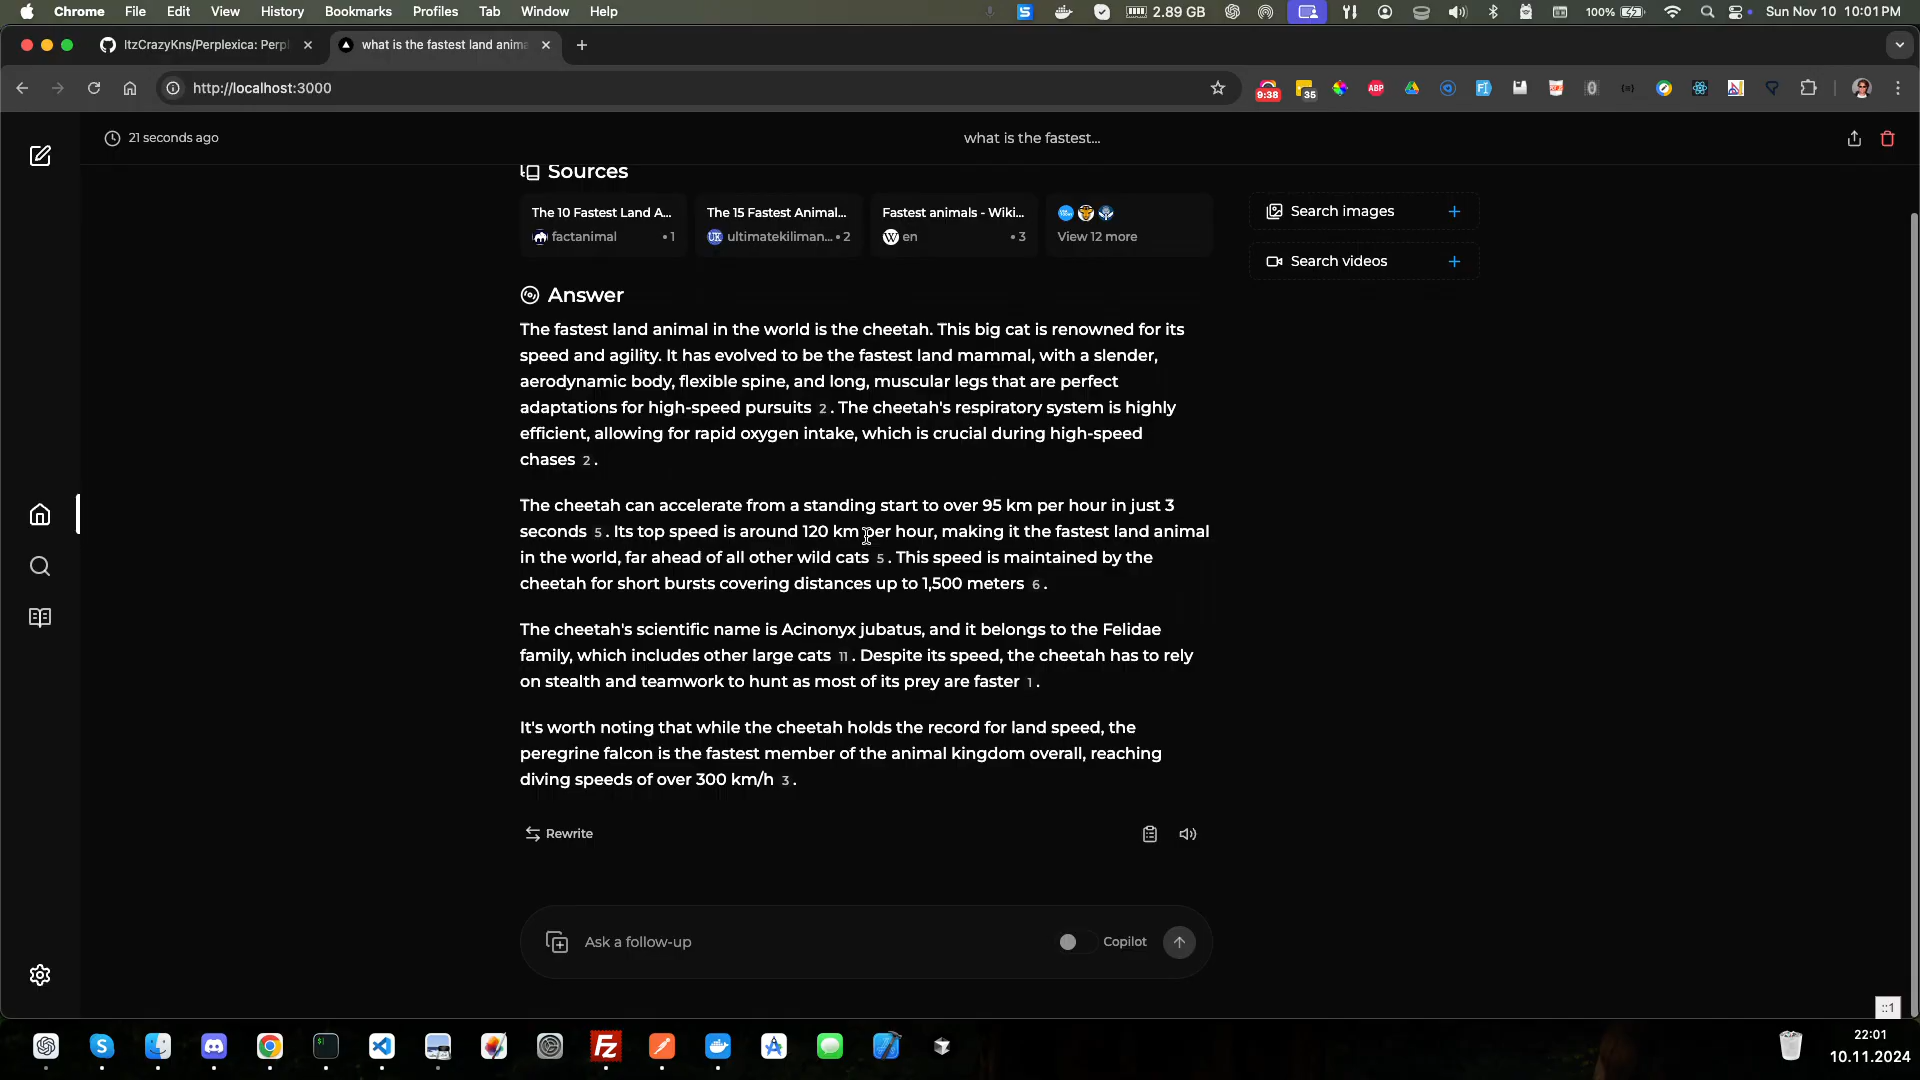 Chrome File Edit View History Bookmarks Profiles Tab Window Help 2.89 GB 100% Sun Nov 10 10:01 PM
ItzCrazyKns/Perplexica: Perpl what is the fastest land anima
http://localhost:3000 9:38 35 ABP
21 seconds ago what is the fastest...
Sources
The 10 Fastest Land A... The 15 Fastest Animal... Fastest animals - Wiki...
factanimal • 1 UK ultimatekiliman... • 2 W en • 3 View 12 more
Search images +
Search videos +
Answer
The fastest land animal in the world is the cheetah. This big cat is renowned for its
speed and agility. It has evolved to be the fastest land mammal, with a slender,
aerodynamic body, flexible spine, and long, muscular legs that are perfect
adaptations for high-speed pursuits 2 . The cheetah's respiratory system is highly
efficient, allowing for rapid oxygen intake, which is crucial during high-speed
chases 2 .
The cheetah can accelerate from a standing start to over 95 km per hour in just 3
seconds 5 . Its top speed is around 120 km per hour, making it the fastest land animal
in the world, far ahead of all other wild cats 5 . This speed is maintained by the
cheetah for short bursts covering distances up to 1,500 meters 6 .
The cheetah's scientific name is Acinonyx jubatus, and it belongs to the Felidae
family, which includes other large cats 11 . Despite its speed, the cheetah has to rely
on stealth and teamwork to hunt as most of its prey are faster 1 .
It's worth noting that while the cheetah holds the record for land speed, the
peregrine falcon is the fastest member of the animal kingdom overall, reaching
diving speeds of over 300 km/h 3 .
Rewrite
Ask a follow-up Copilot
::1
Fz
22:01
10.11.2024